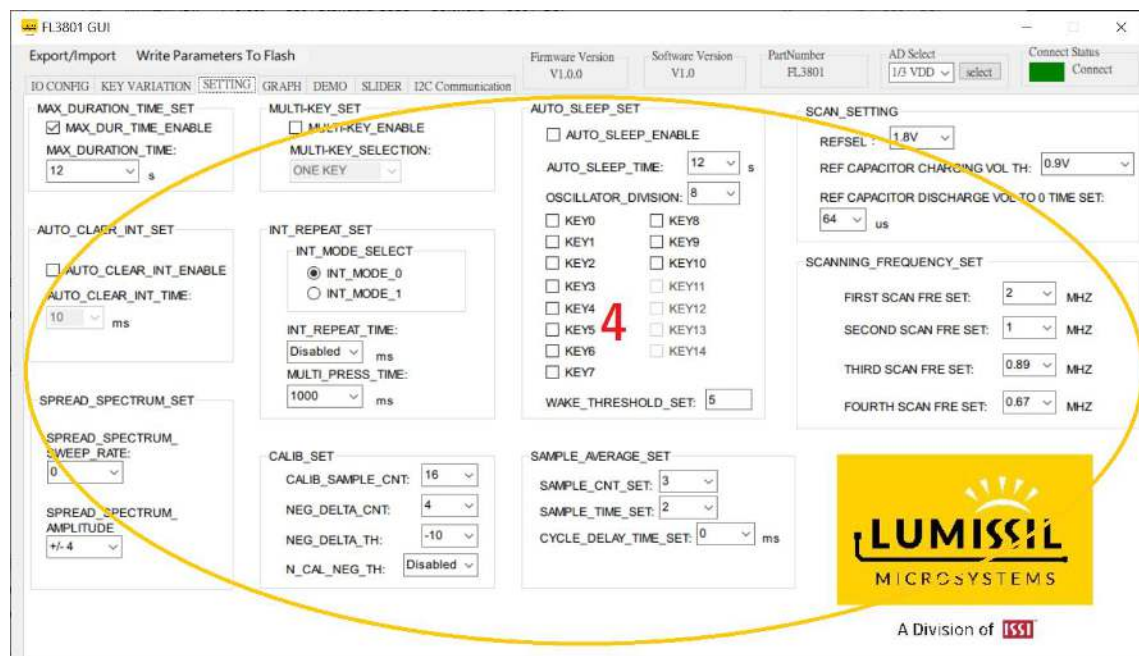 FL3801 GUI
Export/Import Write Parameters To Flash
Firmware Version
V1.0.0
Software Version
V1.0
PartNumber
FL3801
AD Select
1/3 VDD select
Connect Status
Connect
IO CONFIG KEY VARIATION SETTING GRAPH DEMO SLIDER I2C Communication
MAX_DURATION_TIME_SET
MAX_DUR_TIME_ENABLE
MAX_DURATION_TIME:
12 s
AUTO_CLAER_INT_SET
AUTO_CLEAR_INT_ENABLE
AUTO_CLEAR_INT_TIME:
10 ms
SPREAD_SPECTRUM_SET
SPREAD_SPECTRUM_
SWEEP_RATE:
0
SPREAD_SPECTRUM_
AMPLITUDE
+/- 4
MULTI-KEY_SET
MULTI-KEY_ENABLE
MULTI-KEY_SELECTION:
ONE KEY
INT_REPEAT_SET
INT_MODE_SELECT
INT_MODE_0
INT_MODE_1
INT_REPEAT_TIME:
Disabled ms
MULTI_PRESS_TIME:
1000 ms
CALIB_SET
CALIB_SAMPLE_CNT: 16
NEG_DELTA_CNT: 4
NEG_DELTA_TH: -10
N_CAL_NEG_TH: Disabled
AUTO_SLEEP_SET
AUTO_SLEEP_ENABLE
AUTO_SLEEP_TIME: 12 s
OSCILLATOR_DIVISION: 8
KEY0 KEY8
KEY1 KEY9
KEY2 KEY10
KEY3 KEY11
KEY4 KEY12
KEY5 KEY13
KEY6 KEY14
KEY7
4
WAKE_THRESHOLD_SET: 5
SAMPLE_AVERAGE_SET
SAMPLE_CNT_SET: 3
SAMPLE_TIME_SET: 2
CYCLE_DELAY_TIME_SET: 0 ms
SCAN_SETTING
REFSEL : 1.8V
REF CAPACITOR CHARGING VOL TH: 0.9V
REF CAPACITOR DISCHARGE VOL TO 0 TIME SET:
64 us
SCANNING_FREQUENCY_SET
FIRST SCAN FRE SET: 2 MHZ
SECOND SCAN FRE SET: 1 MHZ
THIRD SCAN FRE SET: 0.89 MHZ
FOURTH SCAN FRE SET: 0.67 MHZ
LUMISSIL
MICROSYSTEMS
A Division of ISSI